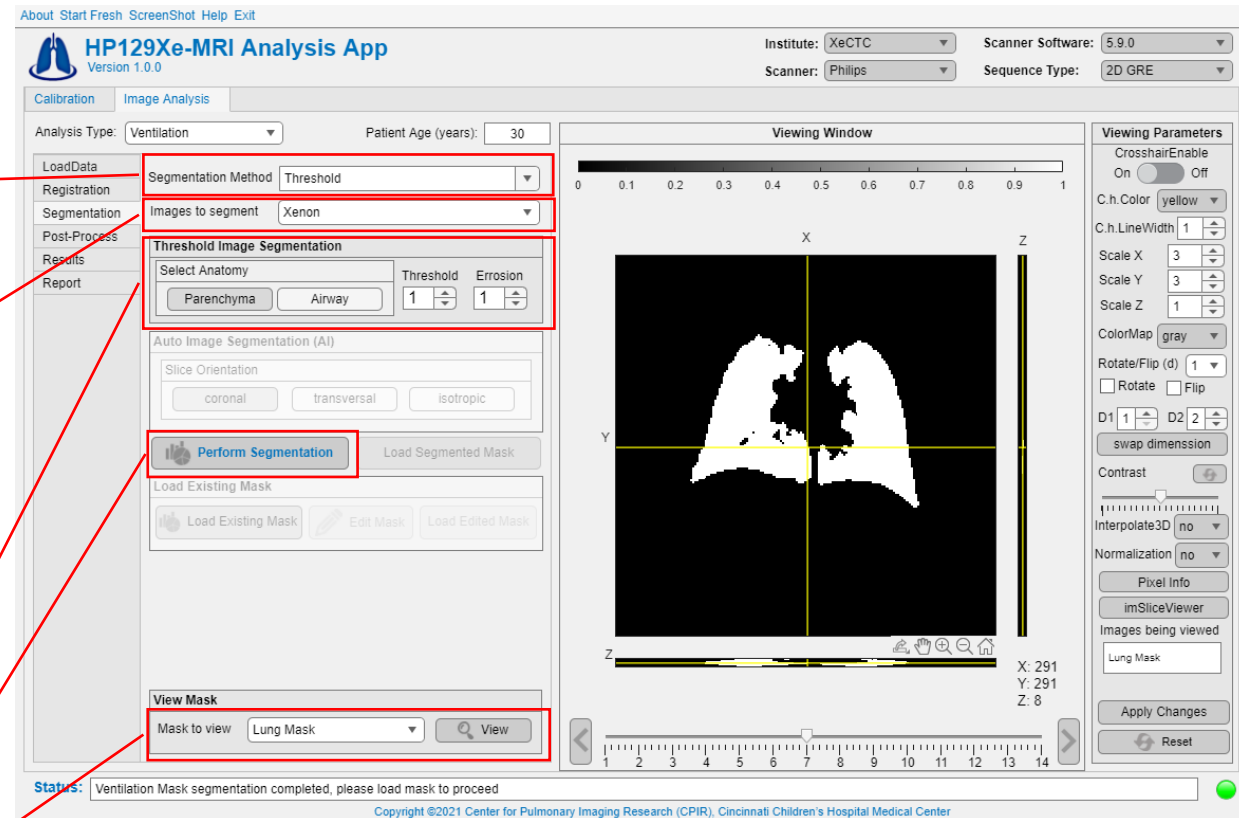 About Start Fresh ScreenShot Help Exit
HP129Xe-MRI Analysis App
Version 1.0.0
Institute: XeCTC Scanner Software: 5.9.0
Scanner: Philips Sequence Type: 2D GRE
Calibration Image Analysis
Analysis Type: Ventilation Patient Age (years): 30
LoadData
Registration
Segmentation
Post-Process
Results
Report
Segmentation Method Threshold
Images to segment Xenon
Threshold Image Segmentation
Select Anatomy Threshold Errosion
Parenchyma Airway 1 1
Auto Image Segmentation (AI)
Slice Orientation
coronal transversal isotropic
Perform Segmentation Load Segmented Mask
Load Existing Mask
Load Existing Mask Edit Mask Load Edited Mask
View Mask
Mask to view Lung Mask View
Viewing Window
0 0.1 0.2 0.3 0.4 0.5 0.6 0.7 0.8 0.9 1
X Z
Y
Z
X: 291
Y: 291
Z: 8
1 2 3 4 5 6 7 8 9 10 11 12 13 14
Viewing Parameters
CrosshairEnable
On Off
C.h.Color yellow
C.h.LineWidth 1
Scale X 3
Scale Y 3
Scale Z 1
ColorMap gray
Rotate/Flip (d) 1
Rotate Flip
D1 1 D2 2
swap dimenssion
Contrast
Interpolate3D no
Normalization no
Pixel Info
imSliceViewer
Images being viewed
Lung Mask
Apply Changes
Reset
Status: Ventilation Mask segmentation completed, please load mask to proceed
Copyright ©2021 Center for Pulmonary Imaging Research (CPIR), Cincinnati Children's Hospital Medical Center